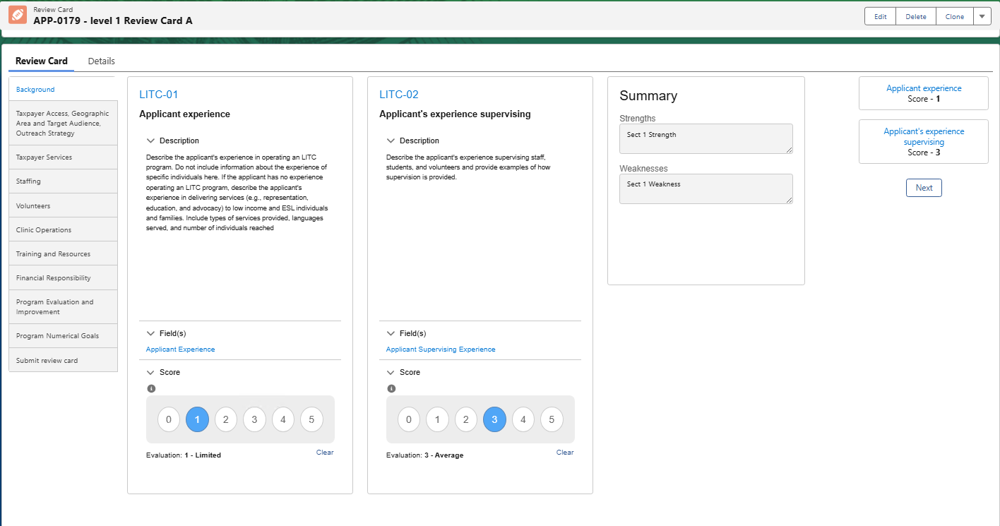 Review Card
APP-0179 - level 1 Review Card A
Edit
Delete
Clone
Review Card
Details
Background
Taxpayer Access, Geographic
Area and Target Audience,
Outreach Strategy
Taxpayer Services
Staffing
Volunteers
Clinic Operations
Training and Resources
Financial Responsibility
Program Evaluation and
Improvement
Program Numerical Goals
Submit review card
LITC-01
Applicant experience
Description
Describe the applicant's experience in operating an LITC
program. Do not include information about the experience of
specific individuals here. If the applicant has no experience
operating an LITC program, describe the applicant's
experience in delivering services (e.g., representation,
education, and advocacy) to low income and ESL individuals
and families. Include types of services provided, languages
served, and number of individuals reached
Field(s)
Applicant Experience
Score
0 1 2 3 4 5
Evaluation: 1 - Limited
Clear
LITC-02
Applicant's experience supervising
Description
Describe the applicant's experience supervising staff,
students, and volunteers and provide examples of how
supervision is provided.
Field(s)
Applicant Supervising Experience
Score
0 1 2 3 4 5
Evaluation: 3 - Average
Clear
Summary
Strengths
Sect 1 Strength
Weaknesses
Sect 1 Weakness
Applicant experience
Score - 1
Applicant's experience
supervising
Score - 3
Next